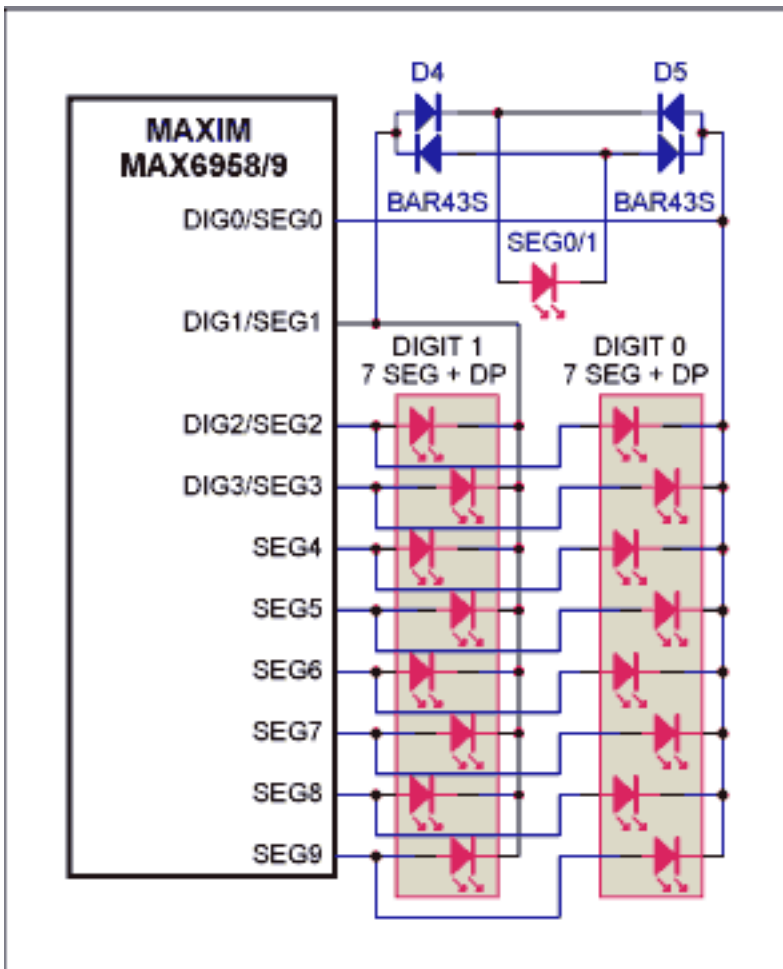 D4 D5
MAXIM
MAX6958/9
BAR43S BAR43S
DIG0/SEG0
SEG0/1
DIG1/SEG1
DIGIT 1 DIGIT 0
7 SEG + DP 7 SEG + DP
DIG2/SEG2
DIG3/SEG3
SEG4
SEG5
SEG6
SEG7
SEG8
SEG9